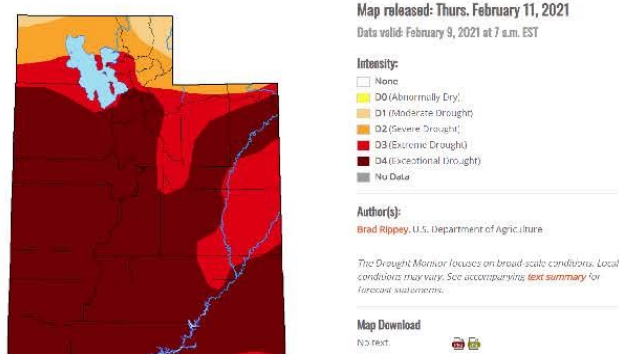 Map released: Thurs. February 11, 2021
Data valid: February 9, 2021 at 7 a.m. EST
Intensity:
None
D0 (Abnormally Dry)
D1 (Moderate Drought)
D2 (Severe Drought)
D3 (Extreme Drought)
D4 (Exceptional Drought)
No Data
Author(s):
Brad Rippey, U.S. Department of Agriculture
The Drought Monitor focuses on broad-scale conditions. Local
conditions may vary. See accompanying text summary for
forecast statements.
Map Download
No text